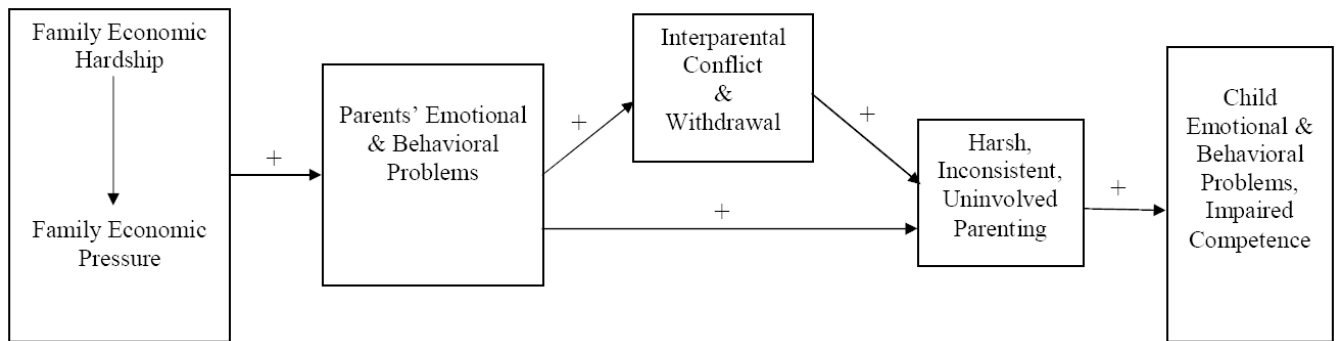 Family Economic
Hardship
Family Economic
Pressure
+
Parents’ Emotional
& Behavioral
Problems
+
+
Interparental
Conflict
&
Withdrawal
+
Harsh,
Inconsistent,
Uninvolved
Parenting
+
Child
Emotional &
Behavioral
Problems,
Impaired
Competence